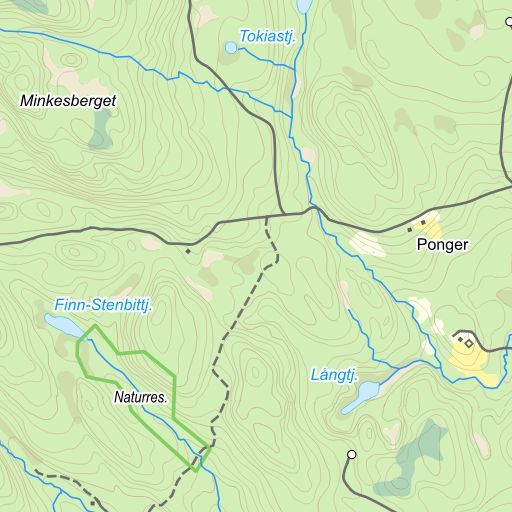 Tokiastj.
Minkesberget
Ponger
Finn-Stenbittj.
Långtj.
Naturres.